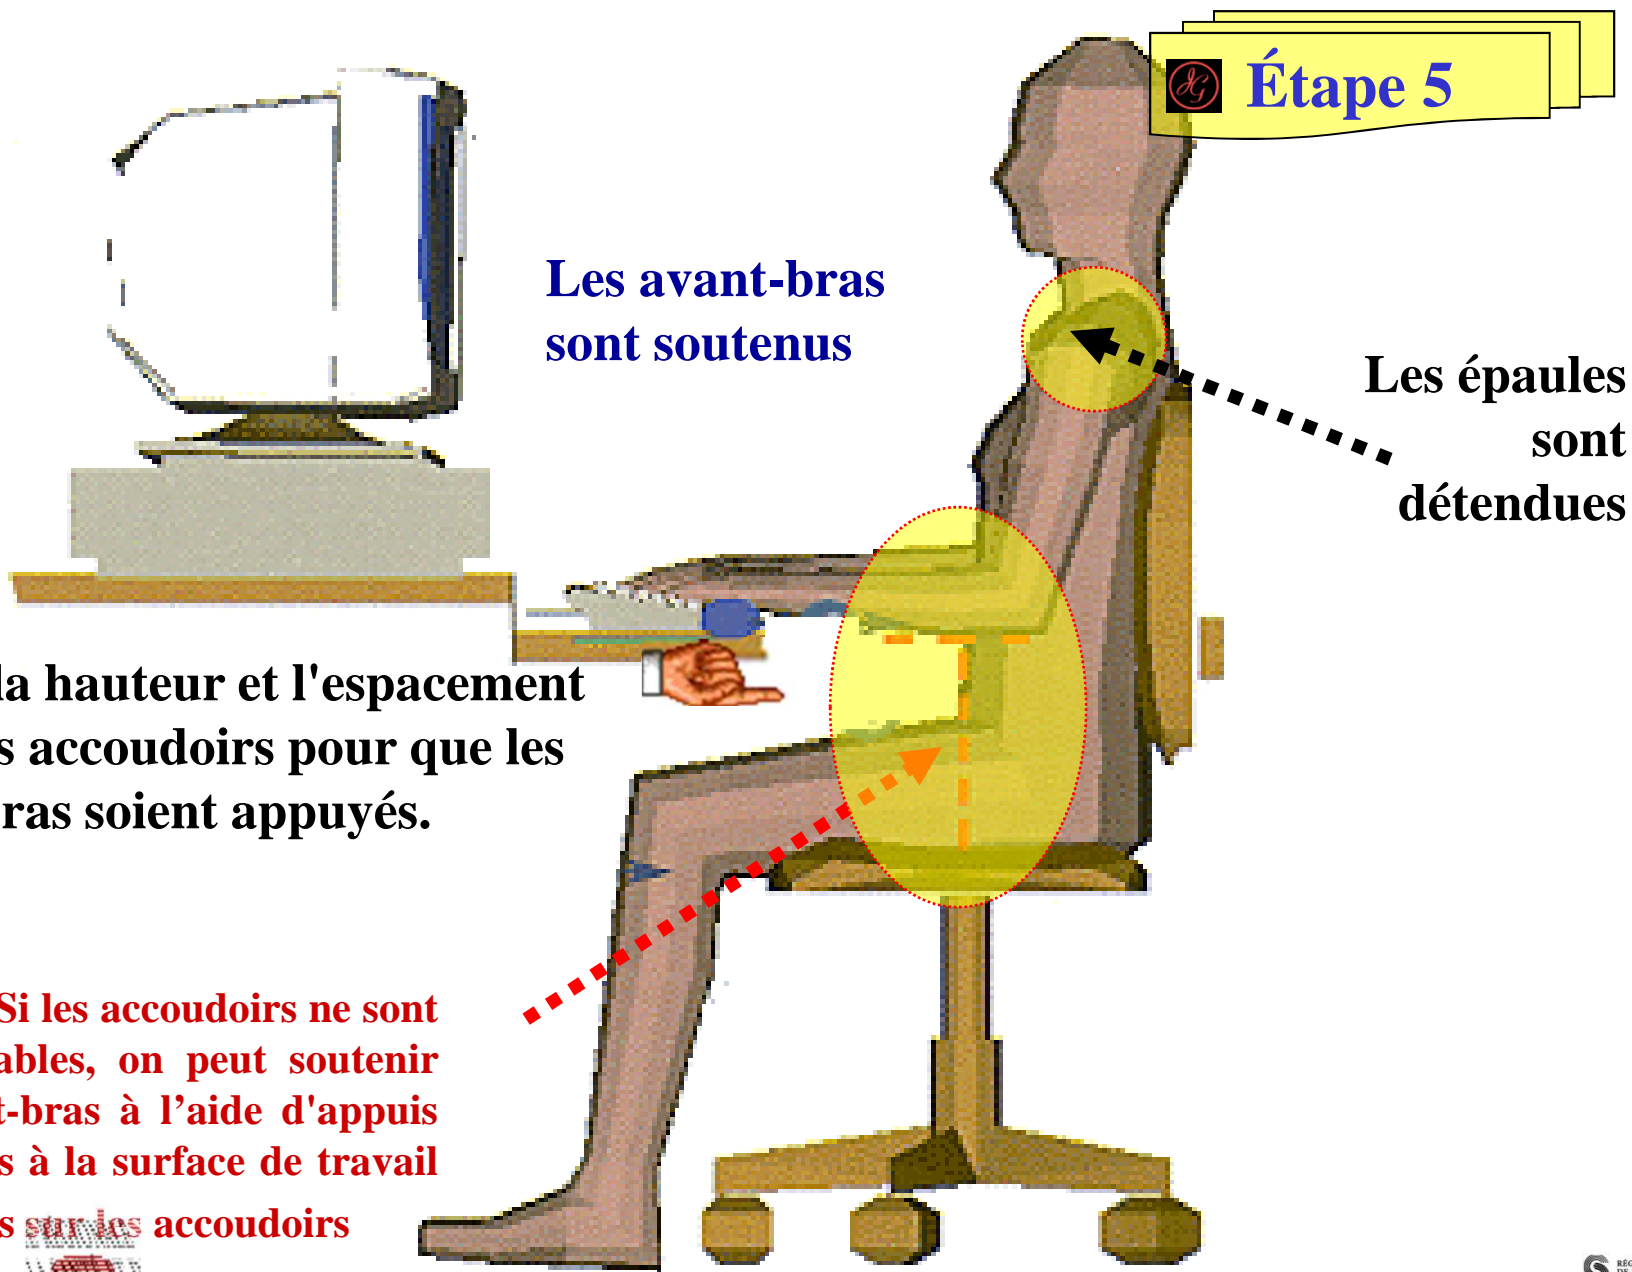 Étape 5
Les avant-bras
sont soutenus
Les épaules
sont
détendues
la hauteur et l'espacement
s accoudoirs pour que les
ras soient appuyés.
Si les accoudoirs ne sont
ables, on peut soutenir
t-bras à l’aide d'appuis
s à la surface de travail
s sur les accoudoirs